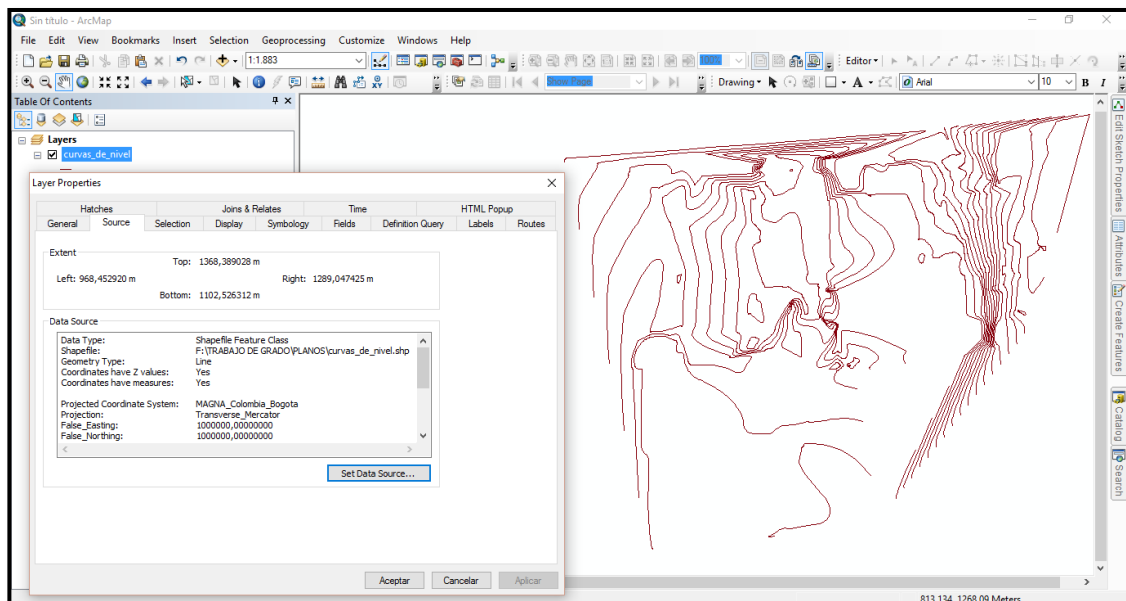 Sin título - ArcMap
File Edit View Bookmarks Insert Selection Geoprocessing Customize Windows Help
1:1.883
100%
Editor
Show Page
Drawing
A
Arial
10
B I
Table Of Contents
Layers
curvas_de_nivel
Layer Properties
Hatches Joins & Relates Time HTML Popup
General Source Selection Display Symbology Fields Definition Query Labels Routes
Extent
Top: 1368,389028 m
Left: 968,452920 m Right: 1289,047425 m
Bottom: 1102,526312 m
Data Source
Data Type: Shapefile Feature Class
Shapefile: F:\TRABAJO DE GRADO\PLANOS\curvas_de_nivel.shp
Geometry Type: Line
Coordinates have Z values: Yes
Coordinates have measures: Yes
Projected Coordinate System: MAGNA_Colombia_Bogota
Projection: Transverse_Mercator
False_Easting: 1000000,00000000
False_Northing: 1000000,00000000
Set Data Source...
Aceptar Cancelar Aplicar
Edit Sketch Properties
Attributes
Create Features
Catalog
Search
813,134 1268,09 Meters